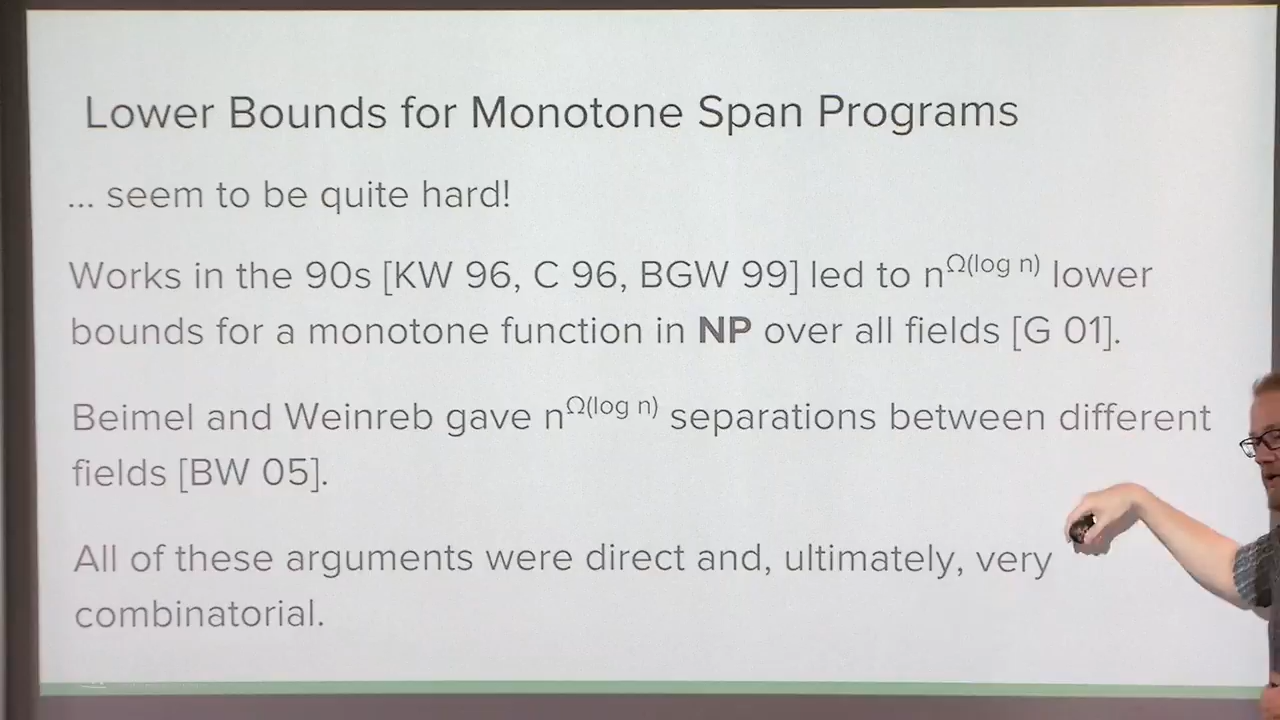 Lower Bounds for Monotone Span Programs
... seem to be quite hard!
Works in the 90s [KW 96, C 96, BGW 99] led to n^Ω(log n) lower
bounds for a monotone function in NP over all fields [G 01].
Beimel and Weinreb gave n^Ω(log n) separations between different
fields [BW 05].
All of these arguments were direct and, ultimately, very
combinatorial.